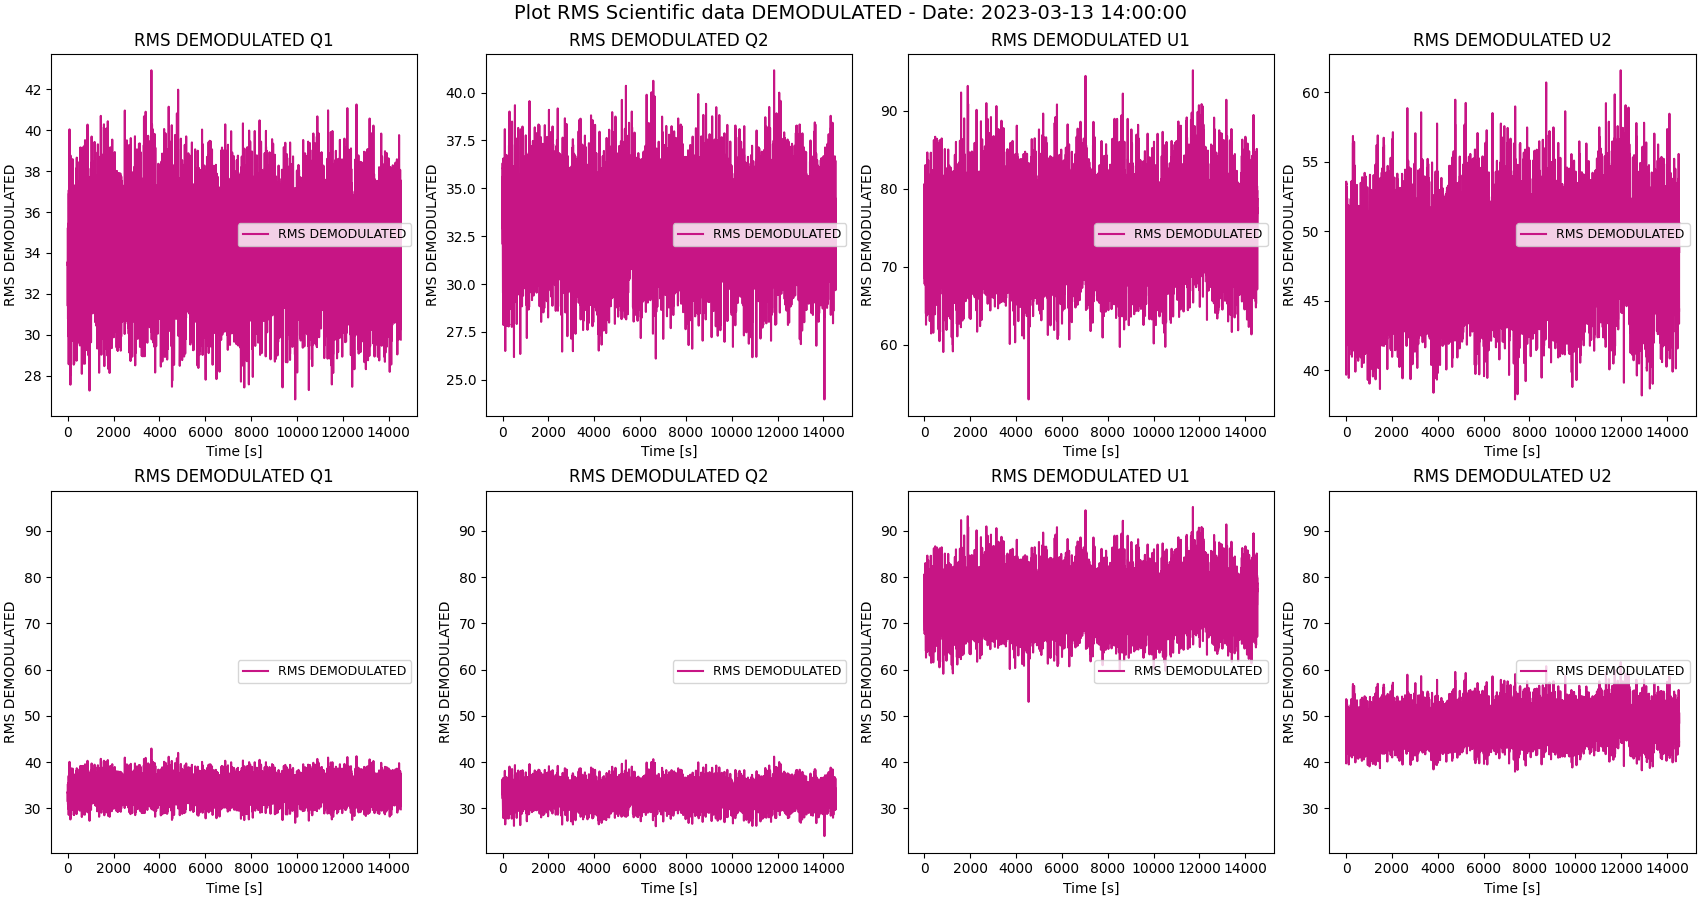 Plot RMS Scientific data DEMODULATED - Date: 2023-03-13 14:00:00
RMS DEMODULATED Q1
RMS DEMODULATED
42
40
38
36
34
32
30
28
RMS DEMODULATED
0 2000 4000 6000 8000 10000 12000 14000
Time [s]
RMS DEMODULATED Q2
RMS DEMODULATED
40.0
37.5
35.0
32.5
30.0
27.5
25.0
RMS DEMODULATED
0 2000 4000 6000 8000 10000 12000 14000
Time [s]
RMS DEMODULATED U1
RMS DEMODULATED
90
80
70
60
RMS DEMODULATED
0 2000 4000 6000 8000 10000 12000 14000
Time [s]
RMS DEMODULATED U2
RMS DEMODULATED
60
55
50
45
40
RMS DEMODULATED
0 2000 4000 6000 8000 10000 12000 14000
Time [s]
RMS DEMODULATED Q1
RMS DEMODULATED
90
80
70
60
50
40
30
RMS DEMODULATED
0 2000 4000 6000 8000 10000 12000 14000
Time [s]
RMS DEMODULATED Q2
RMS DEMODULATED
90
80
70
60
50
40
30
RMS DEMODULATED
0 2000 4000 6000 8000 10000 12000 14000
Time [s]
RMS DEMODULATED U1
RMS DEMODULATED
90
80
70
60
50
40
30
RMS DEMODULATED
0 2000 4000 6000 8000 10000 12000 14000
Time [s]
RMS DEMODULATED U2
RMS DEMODULATED
90
80
70
60
50
40
30
RMS DEMODULATED
0 2000 4000 6000 8000 10000 12000 14000
Time [s]